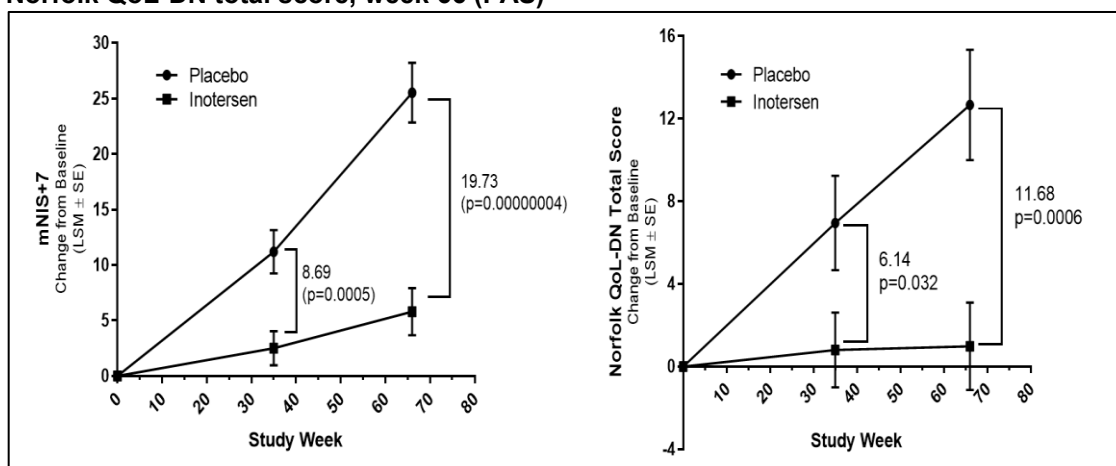 Norfolk QoL-DN total score, week
mNIS+7
Change from Baseline
(LSM ± SE)
30
25
20
15
10
5
0
Placebo
Inotersen
8.69
(p=0.0005)
19.73
(p=0.00000004)
0 10 20 30 40 50 60 70 80
Study Week
Norfolk QoL-DN Total Score
Change from Baseline
(LSM ± SE)
16
12
8
4
0
-4
Placebo
Inotersen
6.14
p=0.032
11.68
p=0.0006
10 20 30 40 50 60 70 80
Study Week